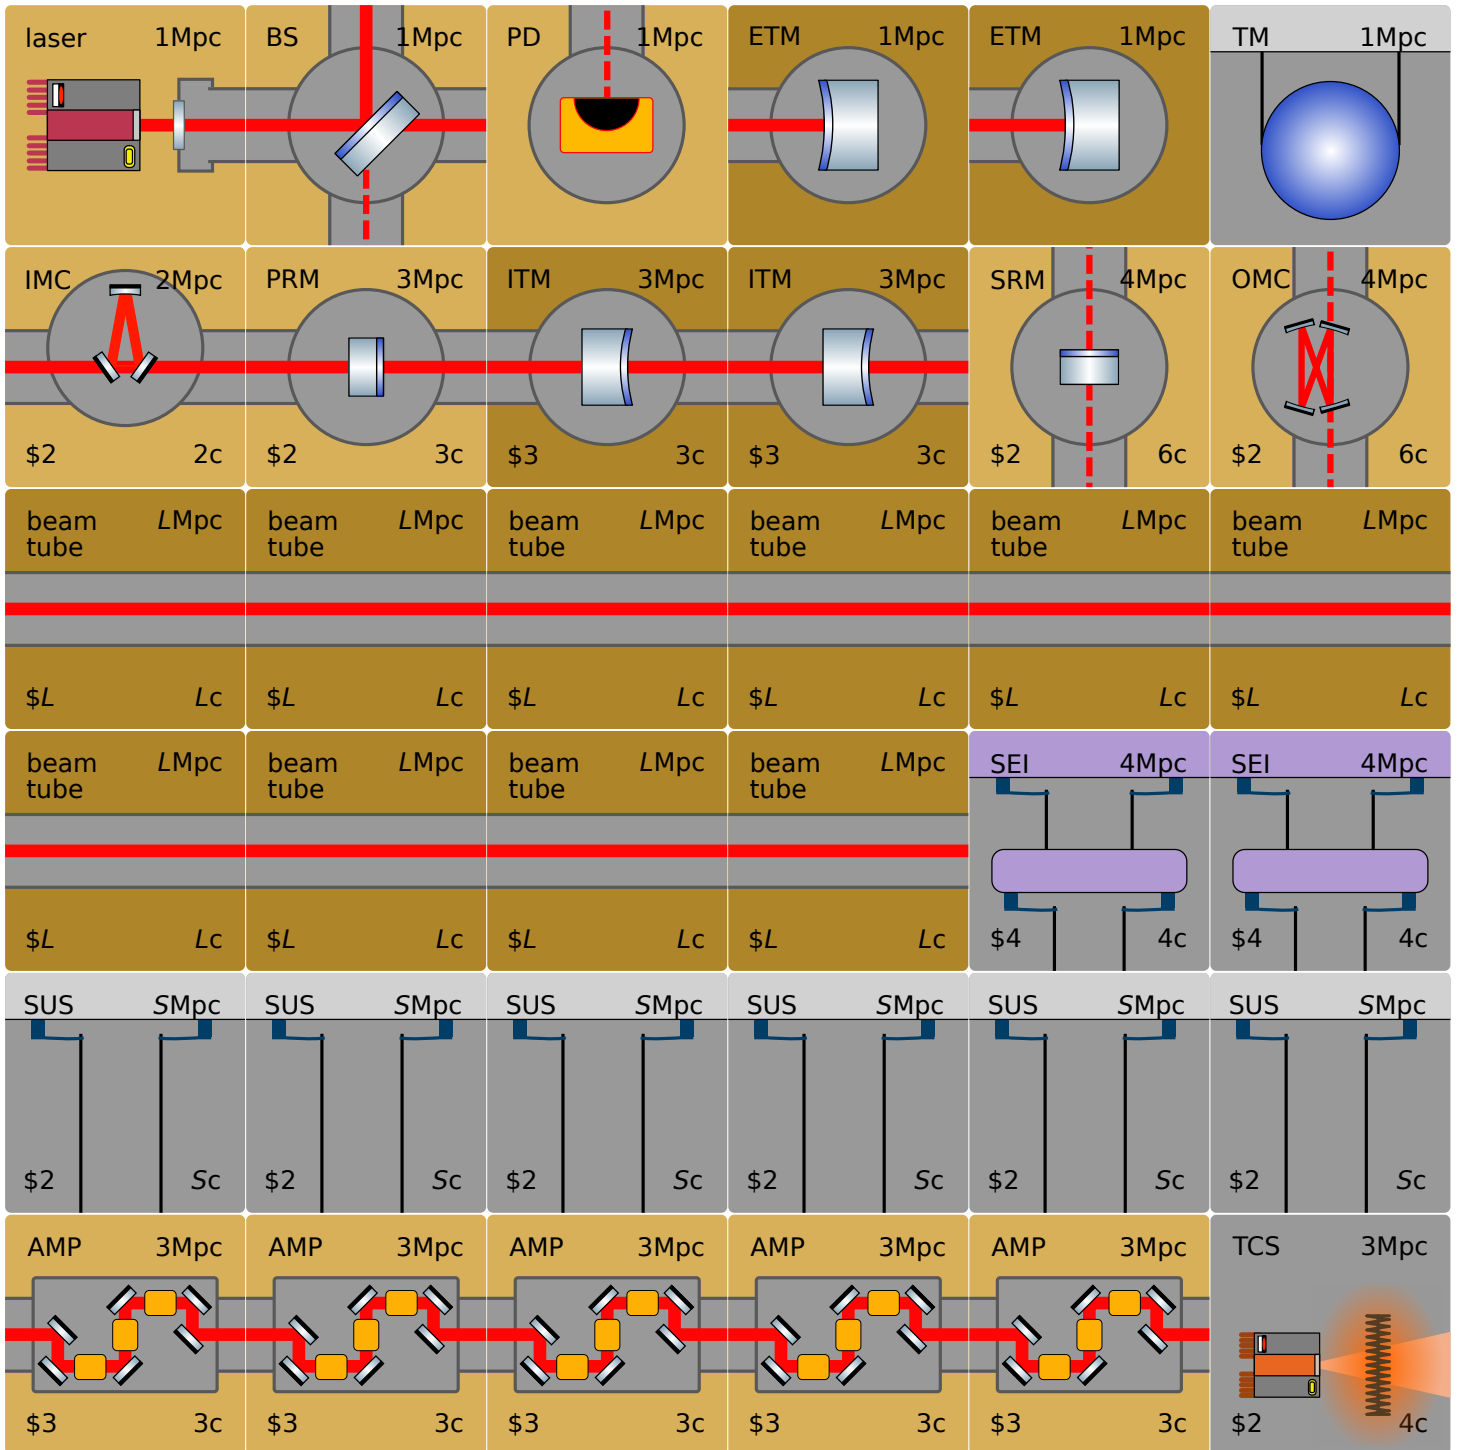 laser 1Mpc BS 1Mpc PD 1Mpc ETM 1Mpc ETM 1Mpc TM 1Mpc
IMC 2Mpc PRM 3Mpc ITM 3Mpc ITM 3Mpc SRM 4Mpc OMC 4Mpc
$2 2c $2 3c $3 3c $3 3c $2 6c $2 6c
beam LMpc beam LMpc beam LMpc beam LMpc beam LMpc beam LMpc
tube tube tube tube tube tube
$L Lc $L Lc $L Lc $L Lc $L Lc $L Lc
beam LMpc beam LMpc beam LMpc beam LMpc SEI 4Mpc SEI 4Mpc
tube tube tube tube
$L Lc $L Lc $L Lc $L Lc $4 4c $4 4c
SUS SMpc SUS SMpc SUS SMpc SUS SMpc SUS SMpc SUS SMpc
$2 Sc $2 Sc $2 Sc $2 Sc $2 Sc $2 Sc
AMP 3Mpc AMP 3Mpc AMP 3Mpc AMP 3Mpc AMP 3Mpc TCS 3Mpc
$3 3c $3 3c $3 3c $3 3c $3 3c $2 4c